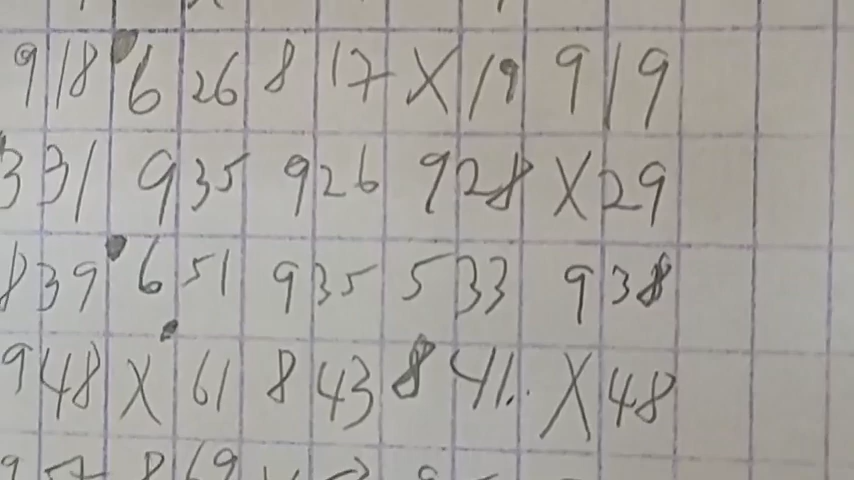 9 18 6 26 8 17 X 19 9 19
3 31 9 35 9 26 9 28 X 29
8 39 6 51 9 35 5 33 9 38
9 48 X 61 8 43 8 41 X 48